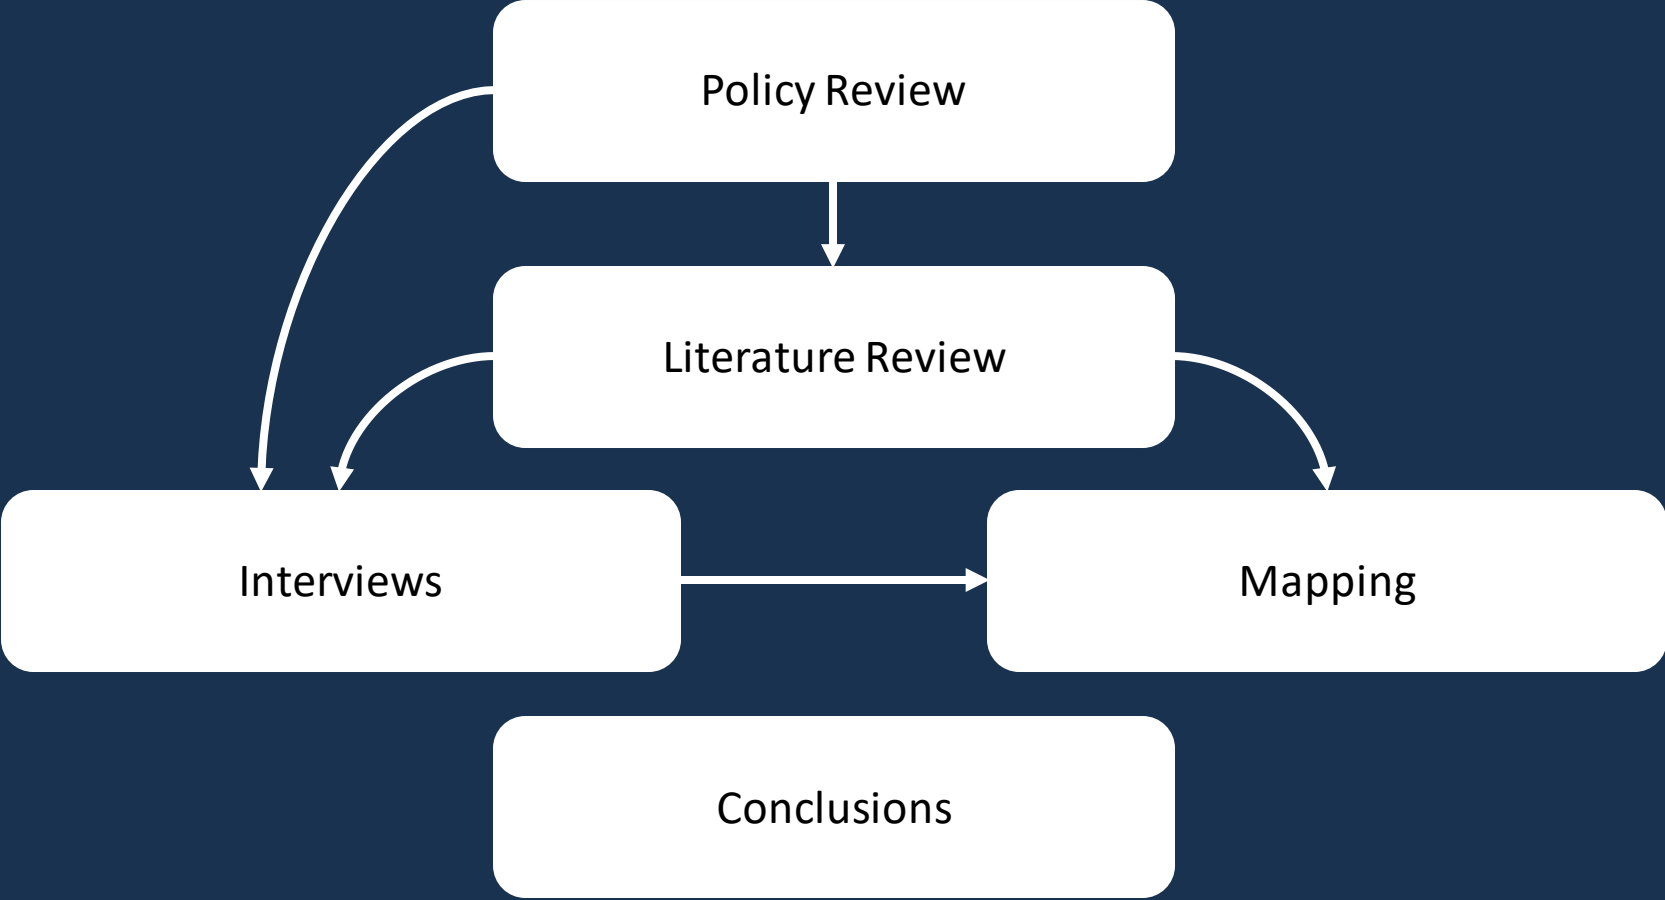 Policy Review
Literature Review
Interviews
Mapping
Conclusions